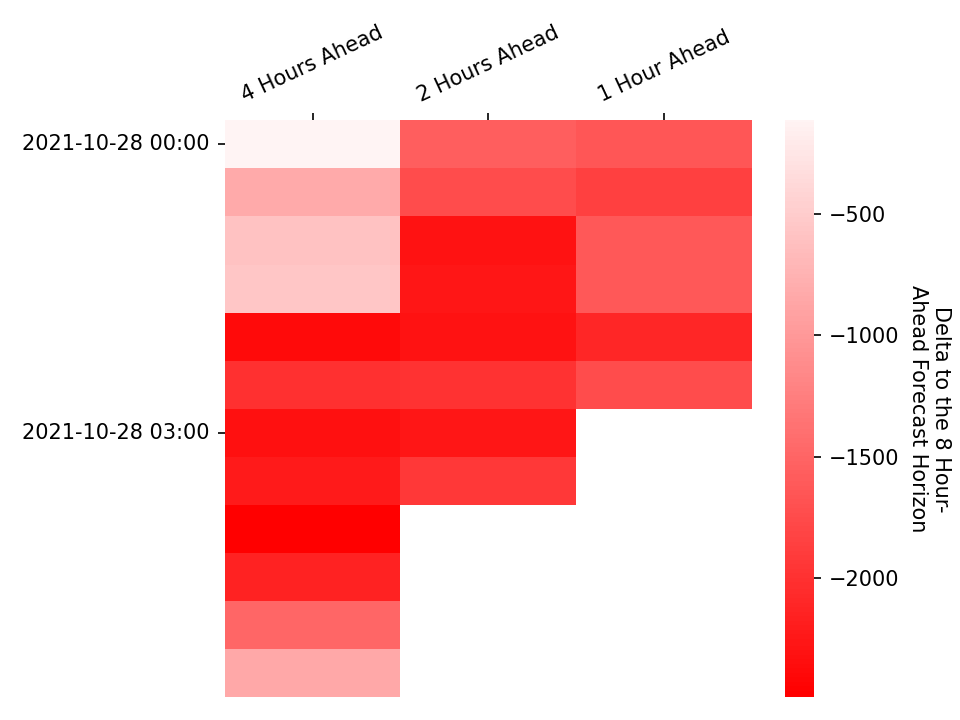 4 Hours Ahead
2 Hours Ahead
1 Hour Ahead
2021-10-28 00:00
2021-10-28 03:00
−500
−1000
−1500
−2000
Delta to the 8 Hour-
Ahead Forecast Horizon